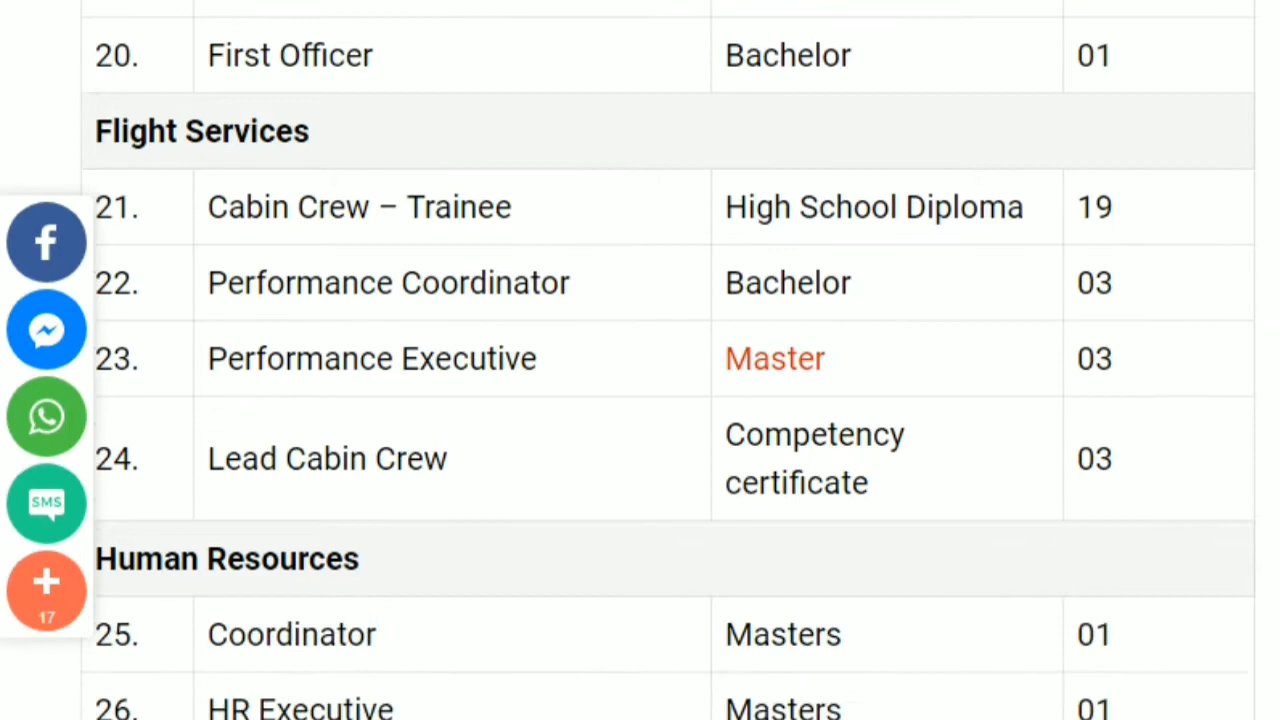 20. First Officer Bachelor 01
Flight Services
21. Cabin Crew – Trainee High School Diploma 19
22. Performance Coordinator Bachelor 03
23. Performance Executive Master 03
24. Lead Cabin Crew Competency certificate 03
Human Resources
25. Coordinator Masters 01
26. HR Executive Masters 01
f
SMS
+
17